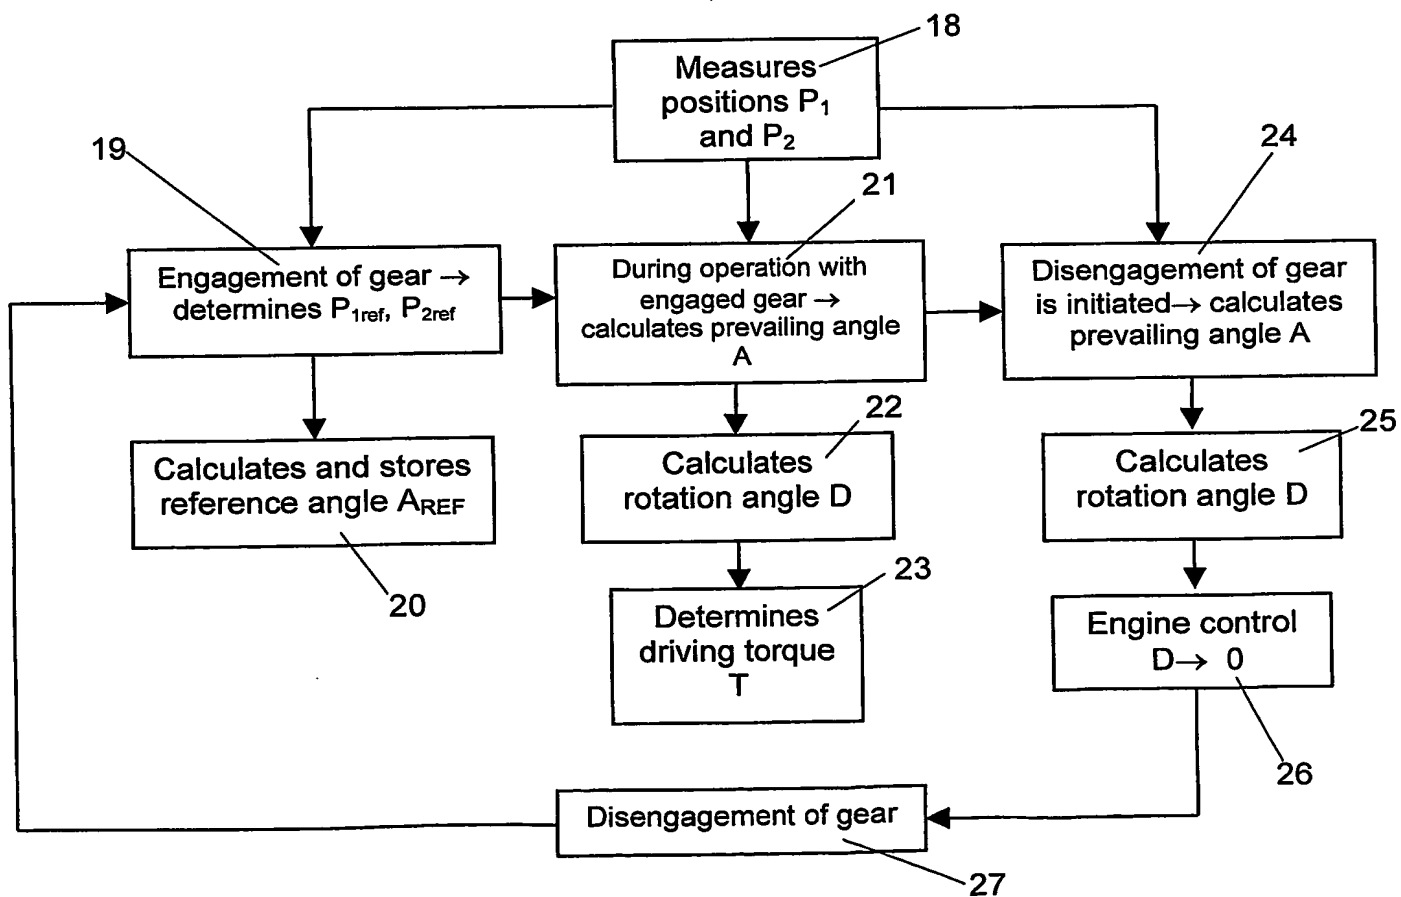 18
Measures
positions P₁
and P₂
19
24
21
Engagement of gear →
determines P₁ref, P₂ref
During operation with
engaged gear →
calculates prevailing angle
A
Disengagement of gear
is initiated→ calculates
prevailing angle A
22
25
Calculates and stores
reference angle AREF
Calculates
rotation angle D
Calculates
rotation angle D
20
23
Determines
driving torque
T
Engine control
D→ 0
26
Disengagement of gear
27